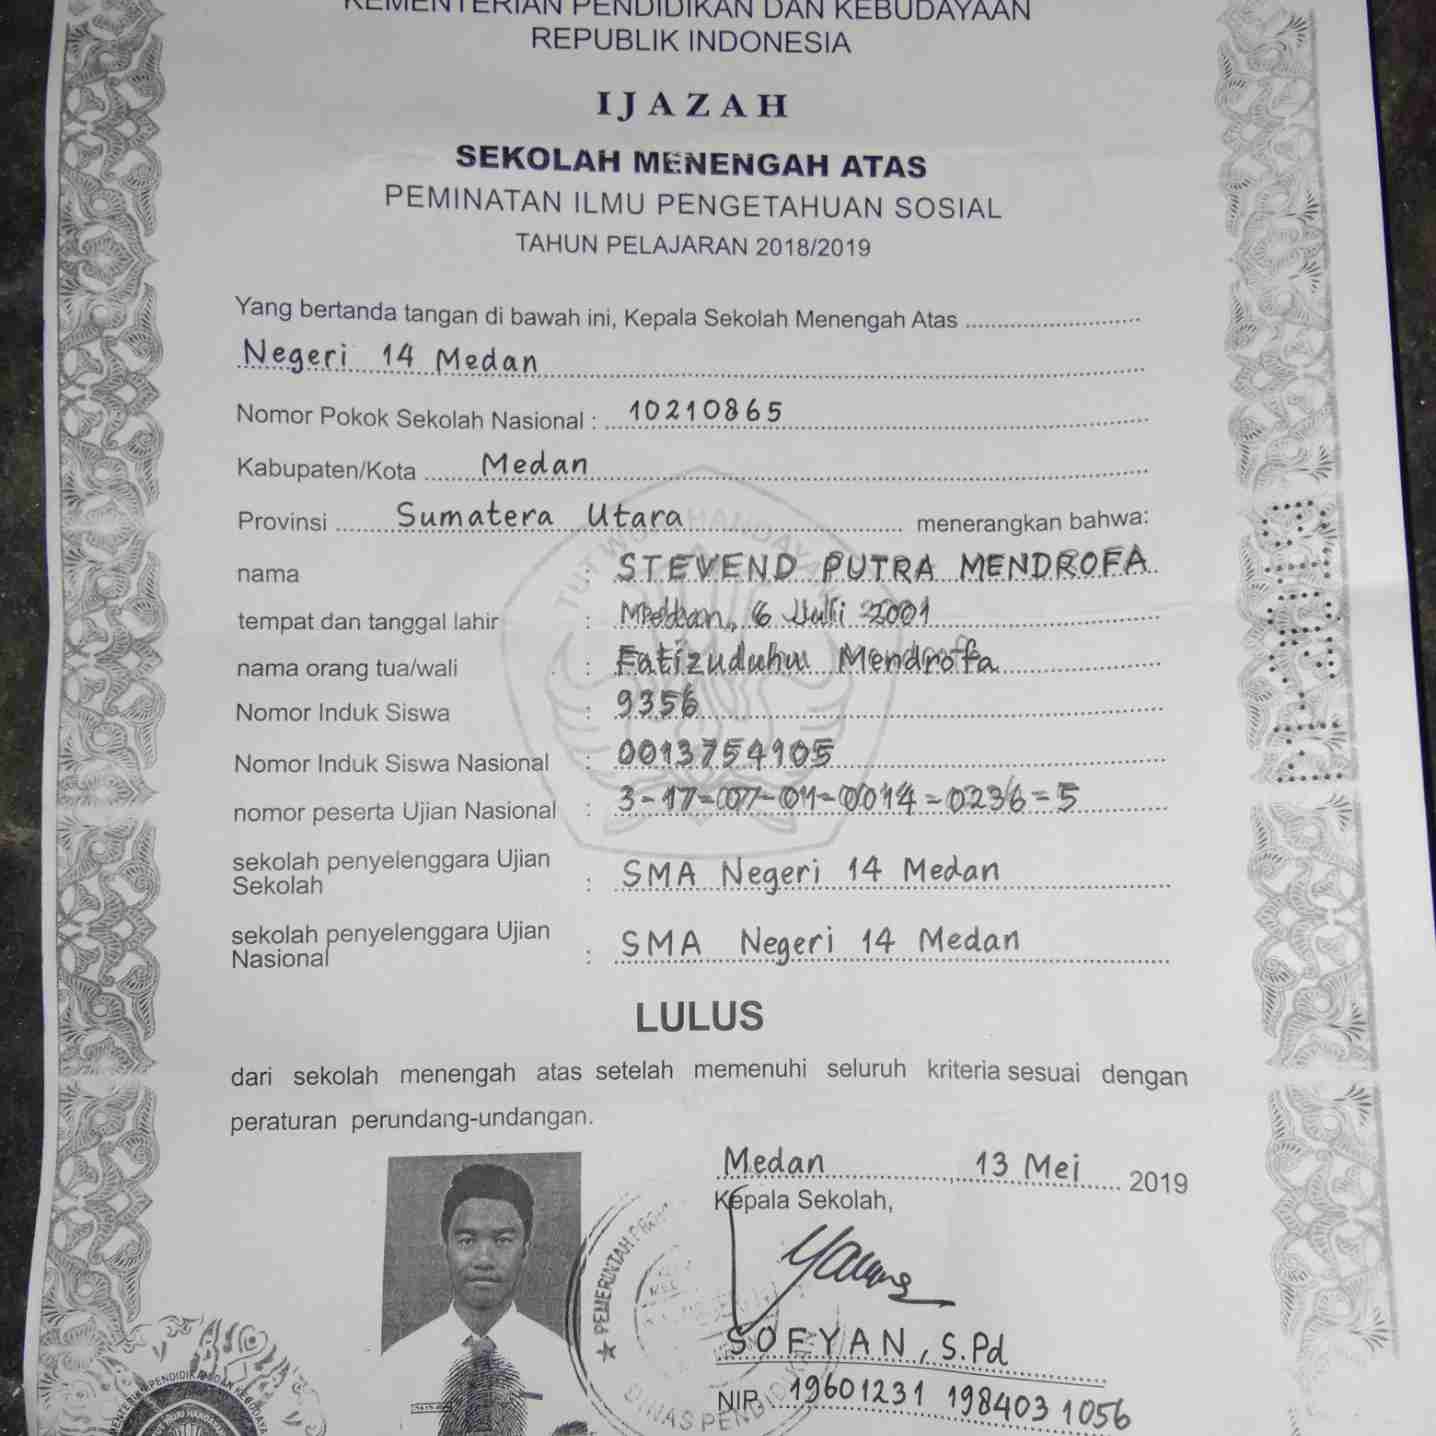 KEMENTERIAN PENDIDIKAN DAN KEBUDAYAAN
REPUBLIK INDONESIA
IJAZAH
SEKOLAH MENENGAH ATAS
PEMINATAN ILMU PENGETAHUAN SOSIAL
TAHUN PELAJARAN 2018/2019
Yang bertanda tangan di bawah ini, Kepala Sekolah Menengah Atas
Negeri 14 Medan
Nomor Pokok Sekolah Nasional : 10210865
Kabupaten/Kota Medan
Provinsi Sumatera Utara menerangkan bahwa:
nama : STEVEND PUTRA MENDROFA
tempat dan tanggal lahir : Medan, 6 Juli 2001
nama orang tua/wali : Fatizuduhu Mendrofa
Nomor Induk Siswa : 9356
Nomor Induk Siswa Nasional : 0013754905
nomor peserta Ujian Nasional : 3-17-07-01-0014-0236-5
sekolah penyelenggara Ujian
Sekolah : SMA Negeri 14 Medan
sekolah penyelenggara Ujian
Nasional : SMA Negeri 14 Medan
LULUS
dari sekolah menengah atas setelah memenuhi seluruh kriteria sesuai dengan
peraturan perundang-undangan.
Medan, 13 Mei 2019
Kepala Sekolah,
SOFYAN, S.Pd
NIP. 19601231 198403 1056
TUT WURI HANDAYANI
★ PEMERINTAH
DINAS